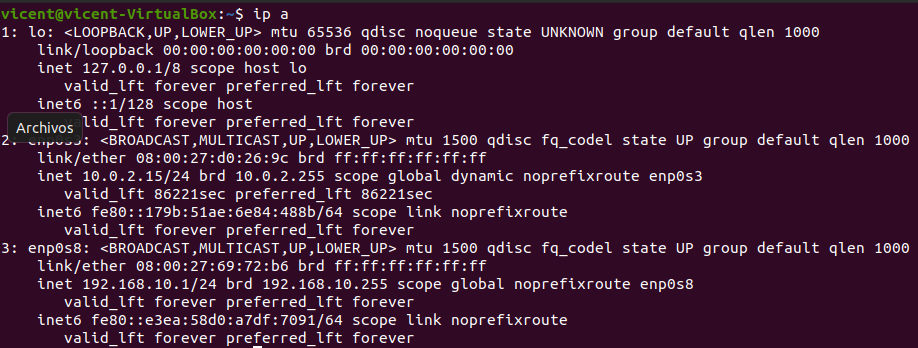 vicent@vicent-VirtualBox:~$ ip a
1: lo: <LOOPBACK,UP,LOWER_UP> mtu 65536 qdisc noqueue state UNKNOWN group default qlen 1000
    link/loopback 00:00:00:00:00:00 brd 00:00:00:00:00:00
    inet 127.0.0.1/8 scope host lo
       valid_lft forever preferred_lft forever
    inet6 ::1/128 scope host
Archivos
lid_lft forever preferred_lft forever
2: enp0s3: <BROADCAST,MULTICAST,UP,LOWER_UP> mtu 1500 qdisc fq_codel state UP group default qlen 1000
    link/ether 08:00:27:d0:26:9c brd ff:ff:ff:ff:ff:ff
    inet 10.0.2.15/24 brd 10.0.2.255 scope global dynamic noprefixroute enp0s3
       valid_lft 86221sec preferred_lft 86221sec
    inet6 fe80::179b:51ae:6e84:488b/64 scope link noprefixroute
       valid_lft forever preferred_lft forever
3: enp0s8: <BROADCAST,MULTICAST,UP,LOWER_UP> mtu 1500 qdisc fq_codel state UP group default qlen 1000
    link/ether 08:00:27:69:72:b6 brd ff:ff:ff:ff:ff:ff
    inet 192.168.10.1/24 brd 192.168.10.255 scope global noprefixroute enp0s8
       valid_lft forever preferred_lft forever
    inet6 fe80::e3ea:58d0:a7df:7091/64 scope link noprefixroute
       valid_lft forever preferred_lft forever